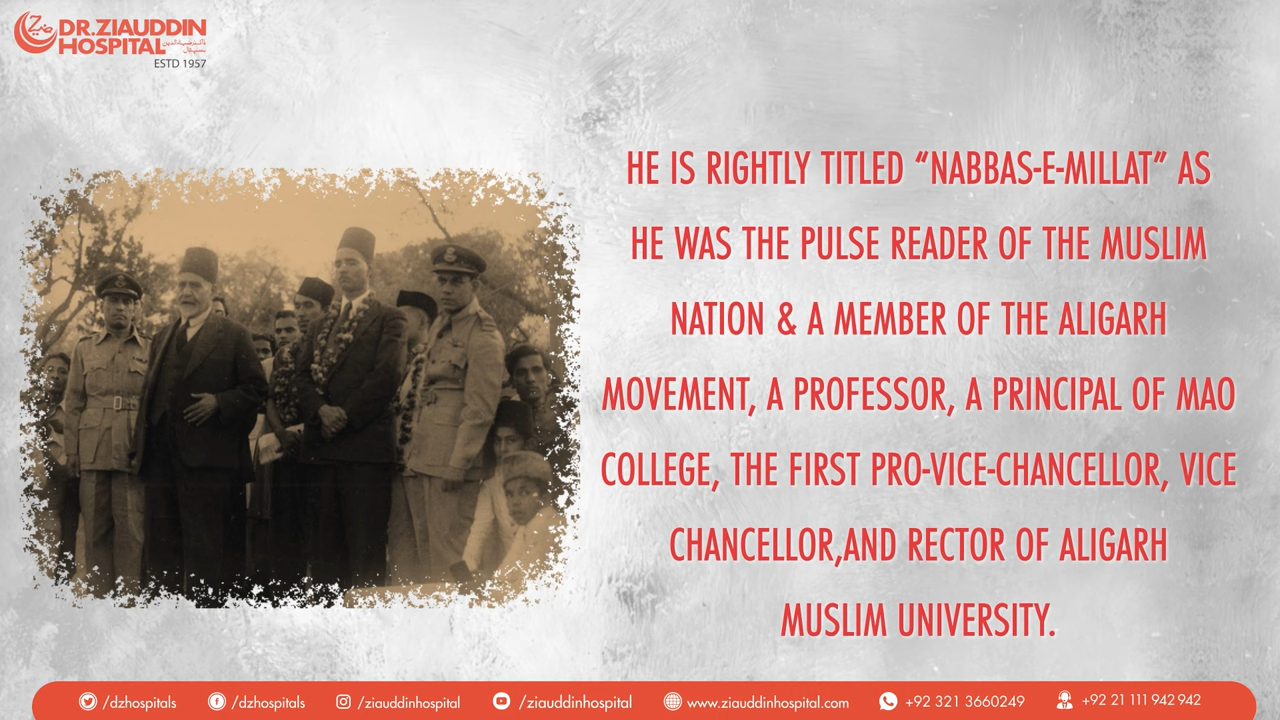 DR.ZIAUDDIN
HOSPITAL
ESTD 1957
HE IS RIGHTLY TITLED “NABBAS-E-MILLAT” AS
HE WAS THE PULSE READER OF THE MUSLIM
NATION & A MEMBER OF THE ALIGARH
MOVEMENT, A PROFESSOR, A PRINCIPAL OF MAO
COLLEGE, THE FIRST PRO-VICE-CHANCELLOR, VICE
CHANCELLOR,AND RECTOR OF ALIGARH
MUSLIM UNIVERSITY.
/dzhospitals /dzhospitals /ziauddinhospital /ziauddinhospital www.ziauddinhospital.com +92 321 3660249 +92 21 111 942 942